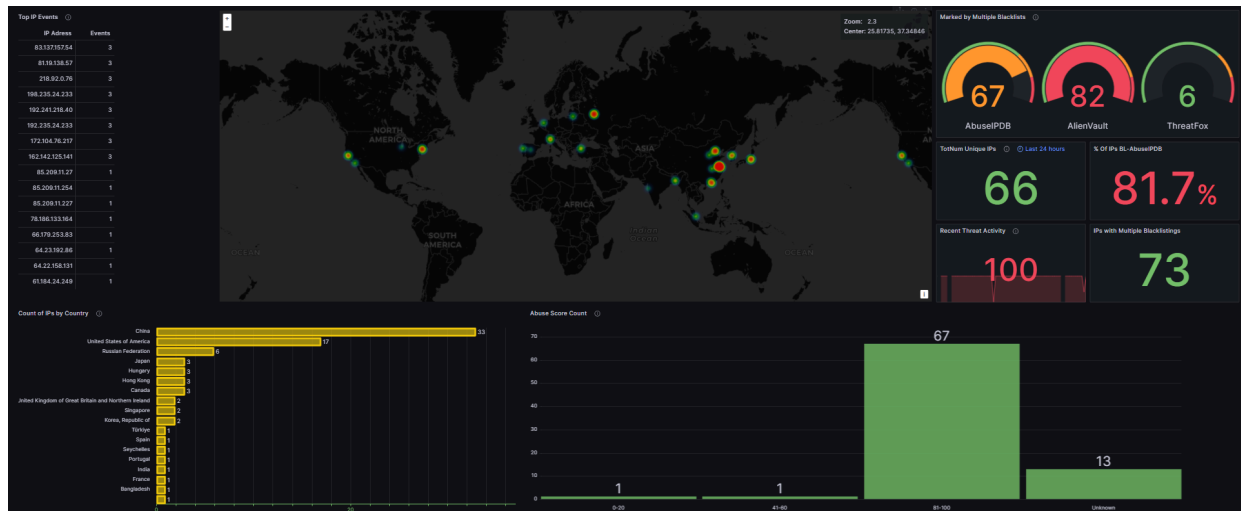 Top IP Events
IP Adress Events
83.137.157.54 3
81.19.138.57 3
218.92.0.76 3
198.235.24.233 3
192.241.218.40 3
192.235.24.233 3
172.104.76.217 3
162.142.125.141 3
85.209.11.27 1
85.209.11.254 1
85.209.11.227 1
78.186.133.164 1
66.179.253.83 1
64.23.192.86 1
64.22.158.131 1
61.184.24.249 1
+
−
Zoom: 2.3
Center: 25.81735, 37.34846
NORTH
AMERICA
SOUTH
AMERICA
AFRICA
ASIA
Indian
Ocean
OCEAN
OCEAN
i
Marked by Multiple Blacklists
67
AbuseIPDB
82
AlienVault
6
ThreatFox
TotNum Unique IPs Last 24 hours
66
% Of IPs BL-AbuseIPDB
81.7%
Recent Threat Activity
100
IPs with Multiple Blacklistings
73
Count of IPs by Country
China 33
United States of America 17
Russian Federation 6
Japan 3
Hungery 3
Hong Kong 3
Canada 3
United Kingdom of Great Britain and Northern Ireland 2
Singapore 2
Korea, Republic of 2
Türkiye 1
Spain 1
Seychelles 1
Portugal 1
India 1
France 1
Bangladesh 1
1
0
Abuse Score Count
70
60
50
40
30
20
10
0
1
1
67
13
0-20
41-60
81-100
Unknown